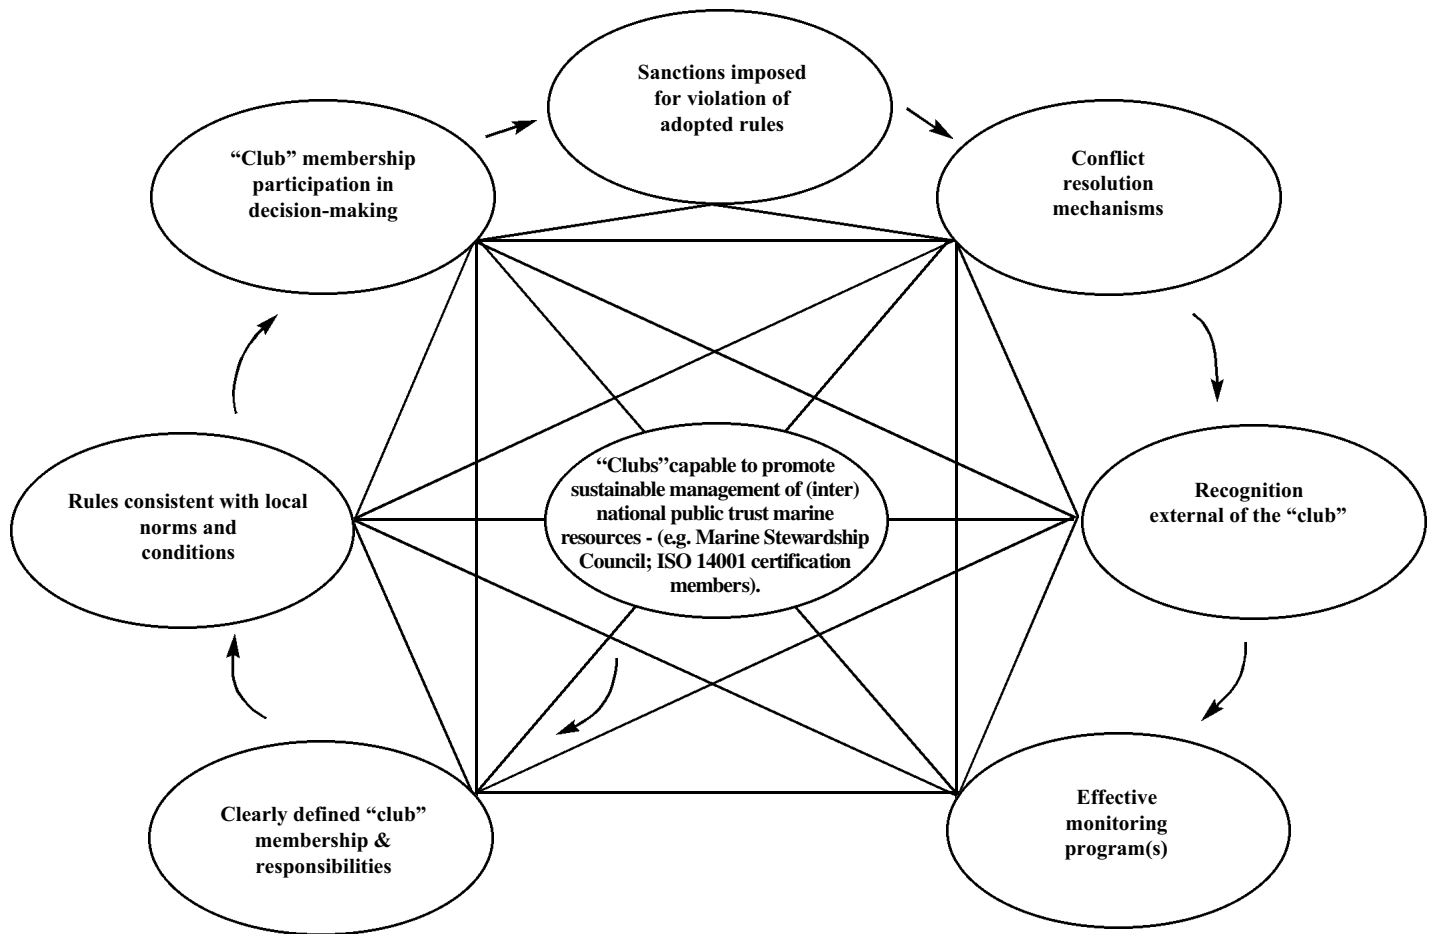 Sanctions imposed
for violation of
adopted rules
“Club” membership
participation in
decision-making
Conflict
resolution
mechanisms
“Clubs”capable to promote
sustainable management of (inter)
national public trust marine
resources - (e.g. Marine Stewardship
Council; ISO 14001 certification
members).
Rules consistent with local
norms and
conditions
Recognition
external of the “club”
Clearly defined “club”
membership &
responsibilities
Effective
monitoring
program(s)